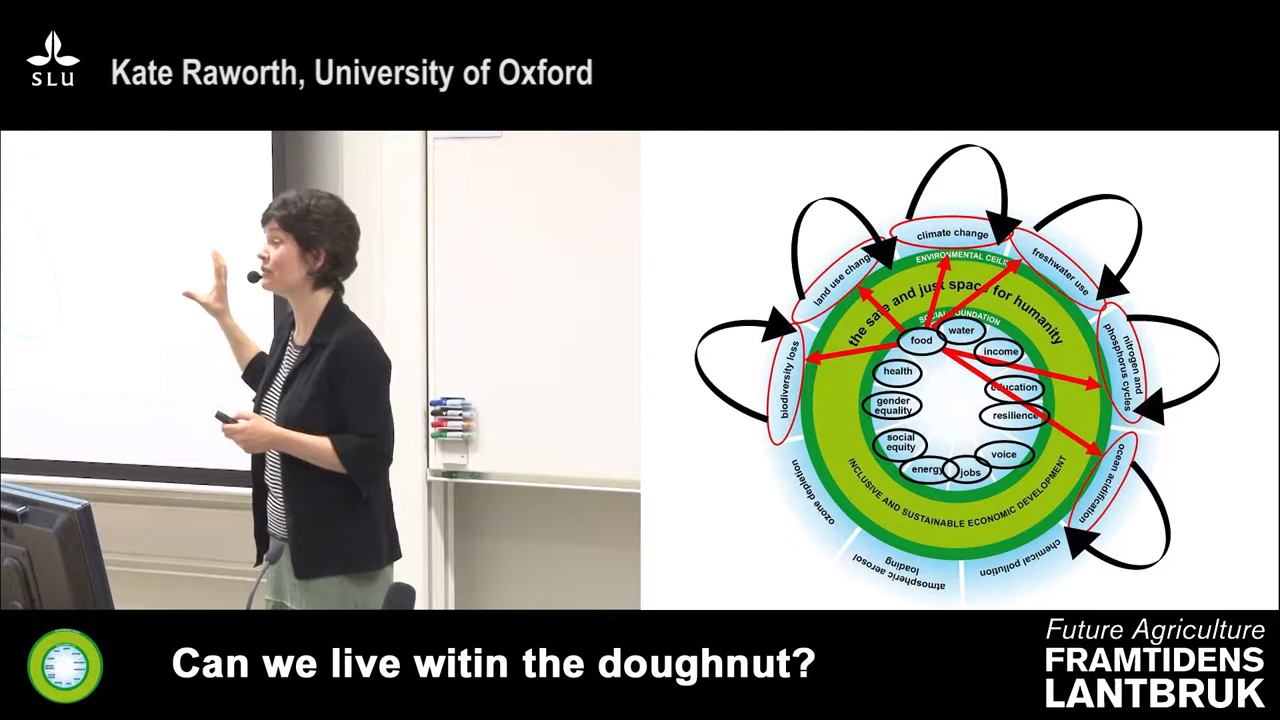 SLU
Kate Raworth, University of Oxford
climate change
land use change
freshwater use
biodiversity loss
nitrogen and
phosphorus cycles
ocean acidification
chemical pollution
atmospheric aerosol
loading
ozone depletion
ENVIRONMENTAL CEILI
the safe and just space for humanity
SOCIAL FOUNDATION
water
food
income
health
education
gender
equality
resilience
social
equity
voice
energy
jobs
INCLUSIVE AND SUSTAINABLE ECONOMIC DEVELOPMENT
Can we live witin the doughnut?
Future Agriculture
FRAMTIDENS
LANTBRUK